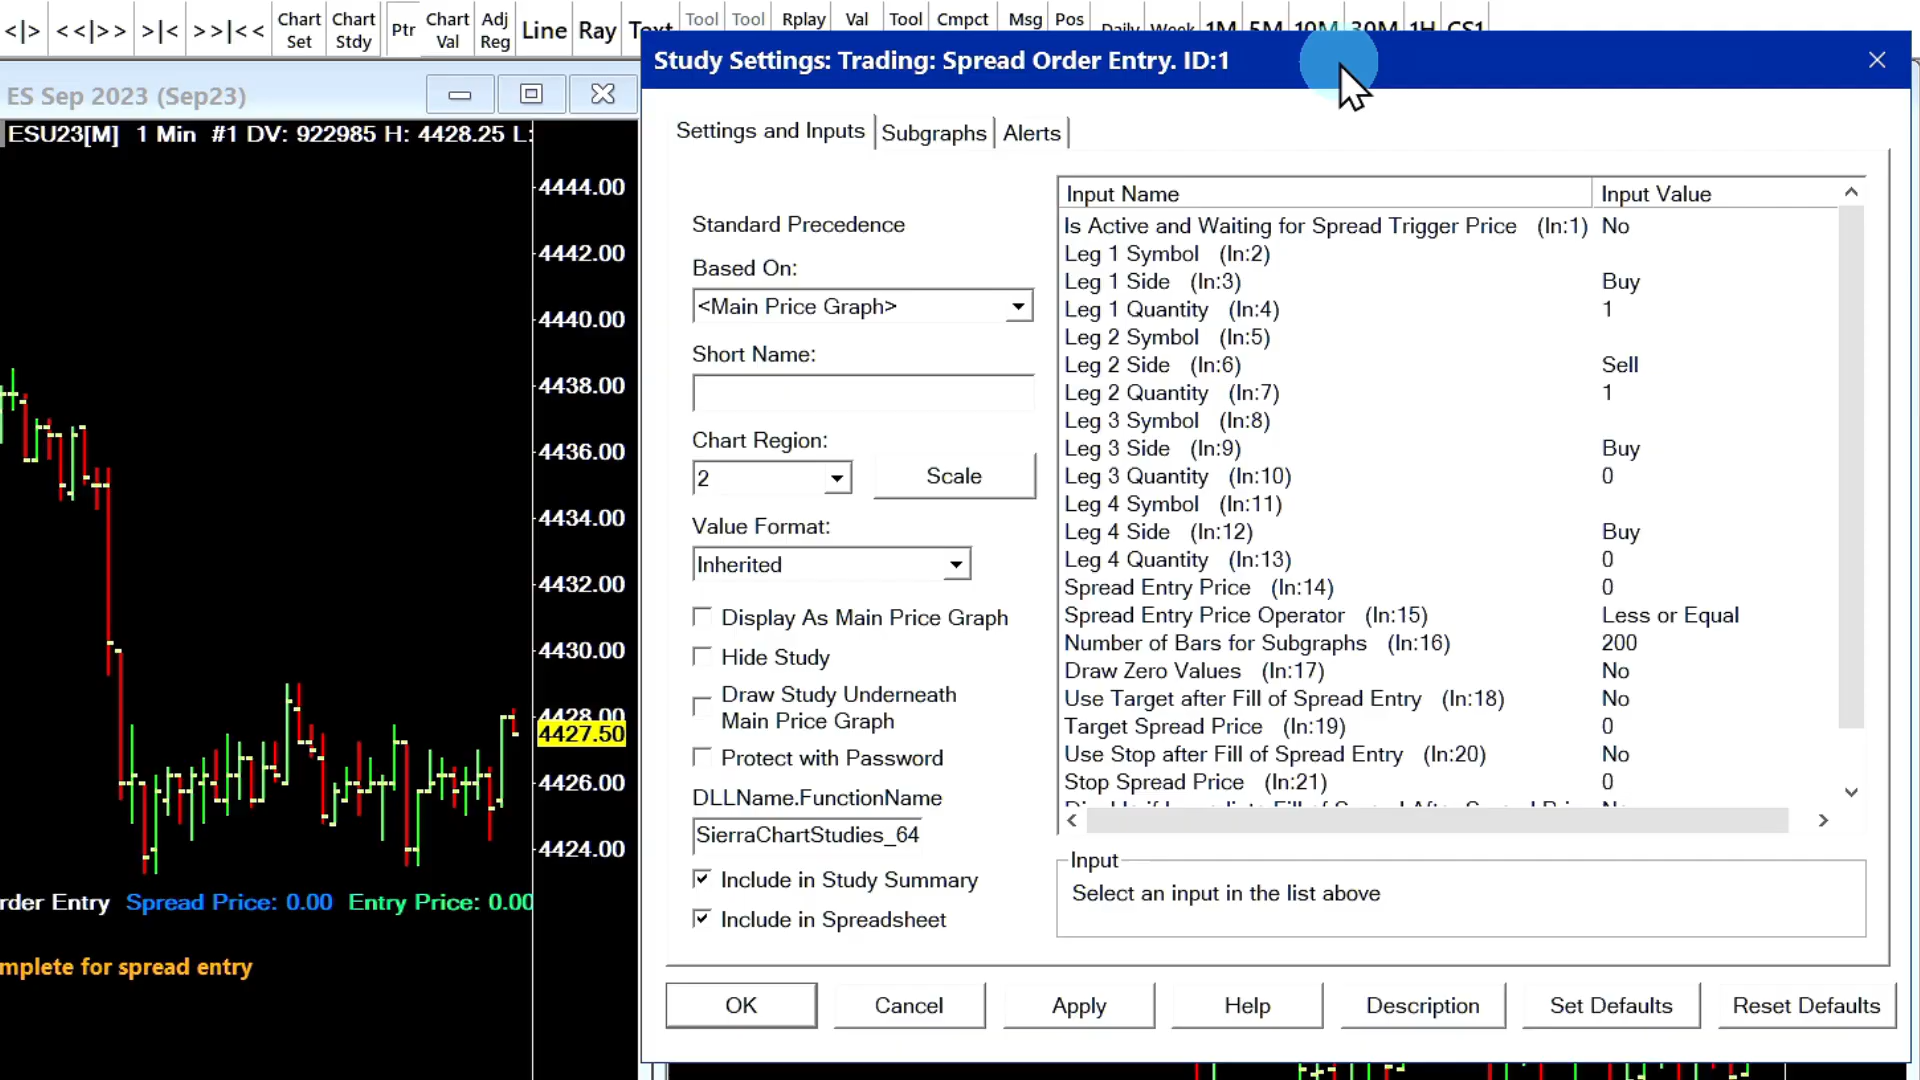 <|>
<<|>>
>|<
>>|<<
Chart
Set
Chart
Stdy
Ptr
Chart
Val
Adj
Reg
Line
Ray
Text
Tool
Tool
Rplay
Val
Tool
Cmpct
Msg
Pos
Daily
Week
1M
5M
10M
30M
1H
CS1
ES Sep 2023 (Sep23)
ESU23[M] 1 Min #1 DV: 922985 H: 4428.25 L:
4444.00
4442.00
4440.00
4438.00
4436.00
4434.00
4432.00
4430.00
4428.00
4427.50
4426.00
4424.00
rder Entry Spread Price: 0.00 Entry Price: 0.00
mplete for spread entry
Study Settings: Trading: Spread Order Entry. ID:1
Settings and Inputs
Subgraphs
Alerts
Standard Precedence
Based On:
<Main Price Graph>
Short Name:
Chart Region:
2
Scale
Value Format:
Inherited
Display As Main Price Graph
Hide Study
Draw Study Underneath
Main Price Graph
Protect with Password
DLLName.FunctionName
SierraChartStudies_64
Include in Study Summary
Include in Spreadsheet
Input Name Input Value
Is Active and Waiting for Spread Trigger Price (In:1) No
Leg 1 Symbol (In:2)
Leg 1 Side (In:3) Buy
Leg 1 Quantity (In:4) 1
Leg 2 Symbol (In:5)
Leg 2 Side (In:6) Sell
Leg 2 Quantity (In:7) 1
Leg 3 Symbol (In:8)
Leg 3 Side (In:9) Buy
Leg 3 Quantity (In:10) 0
Leg 4 Symbol (In:11)
Leg 4 Side (In:12) Buy
Leg 4 Quantity (In:13) 0
Spread Entry Price (In:14) 0
Spread Entry Price Operator (In:15) Less or Equal
Number of Bars for Subgraphs (In:16) 200
Draw Zero Values (In:17) No
Use Target after Fill of Spread Entry (In:18) No
Target Spread Price (In:19) 0
Use Stop after Fill of Spread Entry (In:20) No
Stop Spread Price (In:21) 0
Input
Select an input in the list above
OK
Cancel
Apply
Help
Description
Set Defaults
Reset Defaults